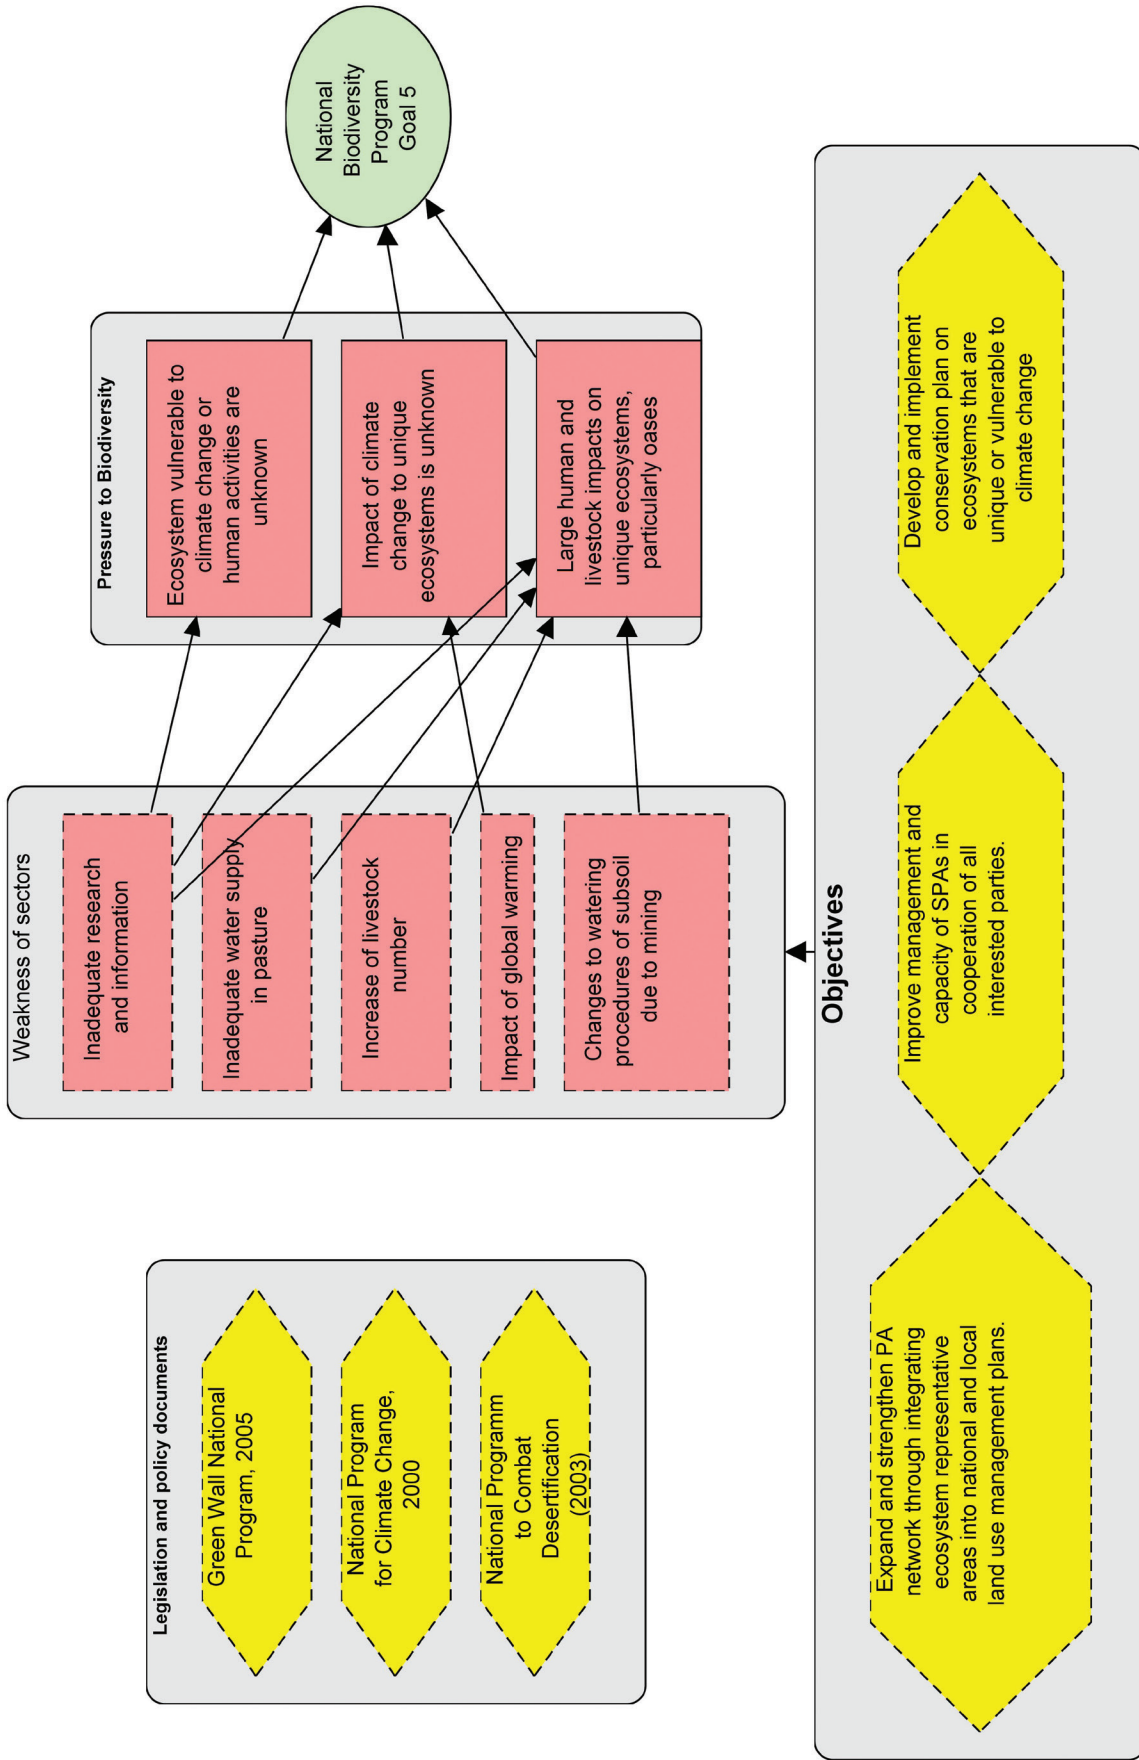 Legislation and policy documents
Green Wall National
Program, 2005
National Program
for Climate Change,
2000
National Programm
to Combat
Desertification
(2003)
Weakness of sectors
Inadequate research
and information
Inadequate water supply
in pasture
Increase of livestock
number
Impact of global warming
Changes to watering
procedures of subsoil
due to mining
Pressure to Biodiversity
Ecosystem vulnerable to
climate change or
human activities are
unknown
Impact of climate
change to unique
ecosystems is unknown
Large human and
livestock impacts on
unique ecosystems,
particularly oases
National
Biodiversity
Program
Goal 5
Objectives
Expand and strengthen PA
network through integrating
ecosystem representative
areas into national and local
land use management plans.
Improve management and
capacity of SPAs in
cooperation of all
interested parties.
Develop and implement
conservation plan on
ecosystems that are
unique or vulnerable to
climate change